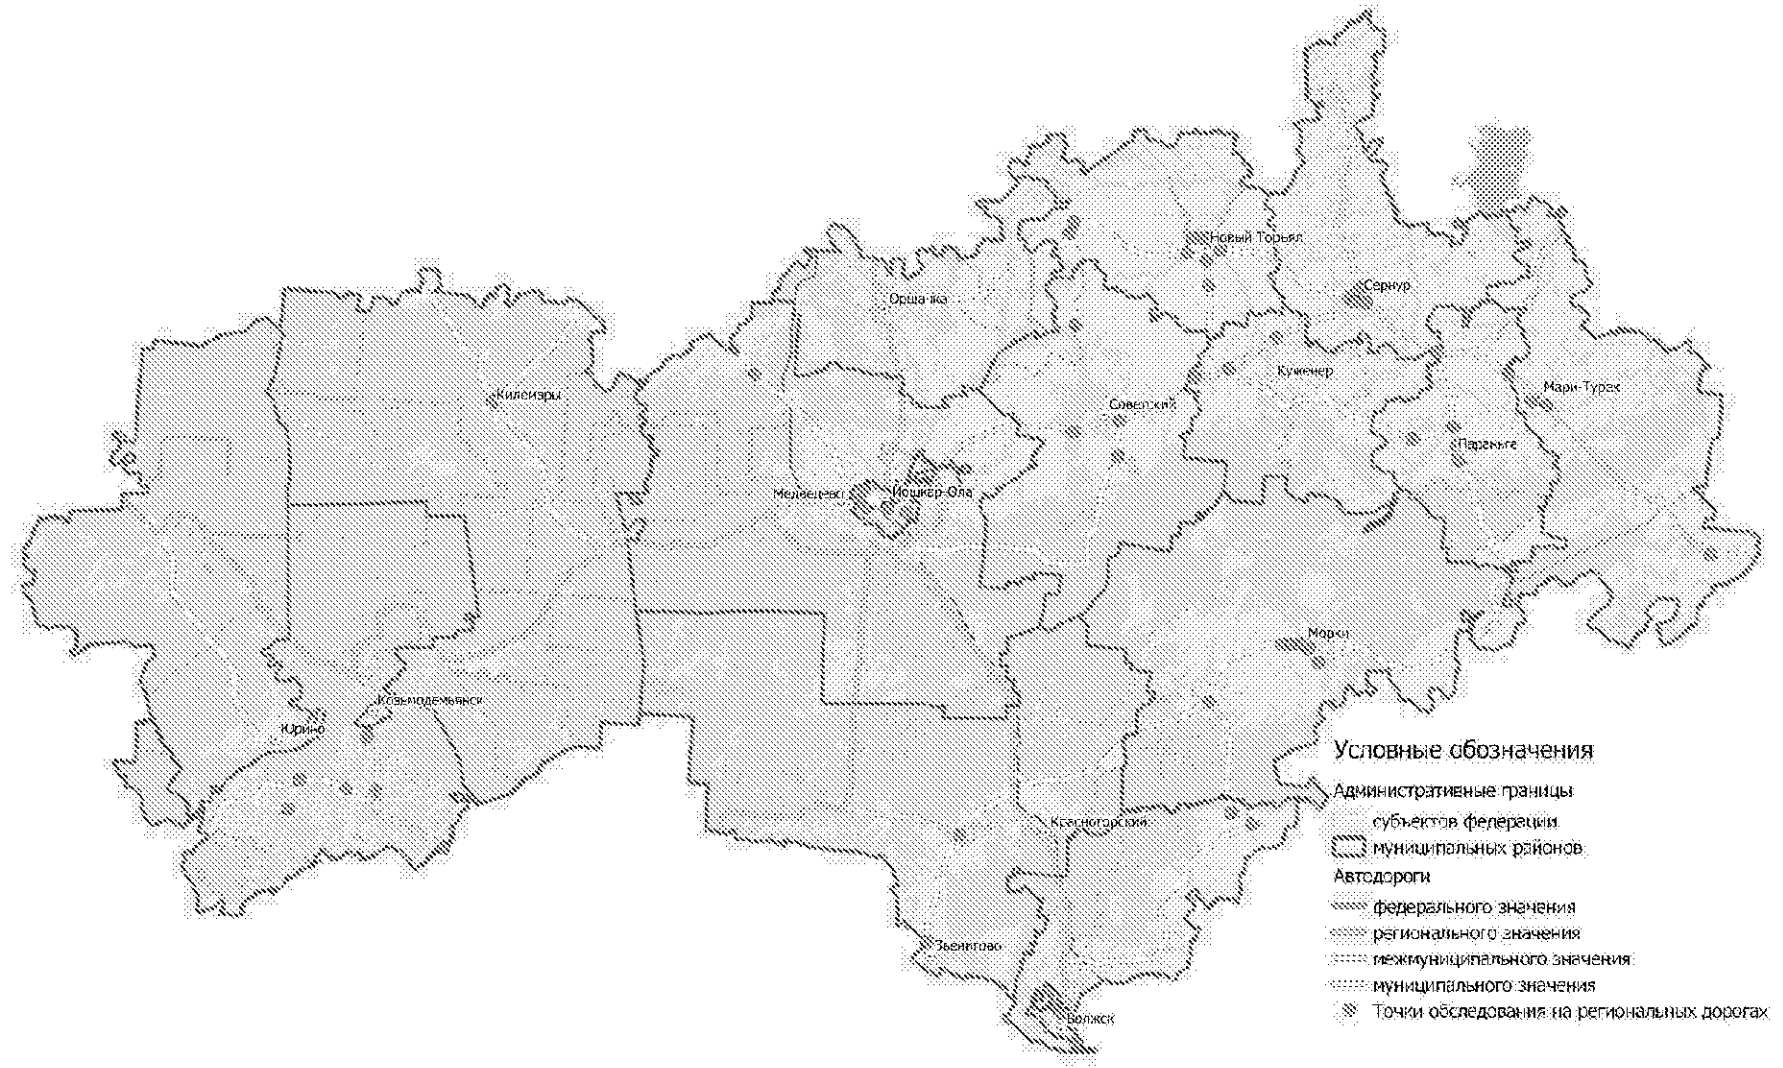 Новый Торъял
Сернур
Оршанка
Килемары
Куженер
Мари-Турек
Советский
Параньга
Медведево
Йошкар-Ола
Морки
Козьмодемьянск
Юрино
Условные обозначения
Административные границы
субъектов федерации
муниципальных районов
Красногорский
Автодороги
федерального значения
регионального значения
Звенигово
межмуниципального значения
муниципального значения
Волжск
Точки обследования на региональных дорогах